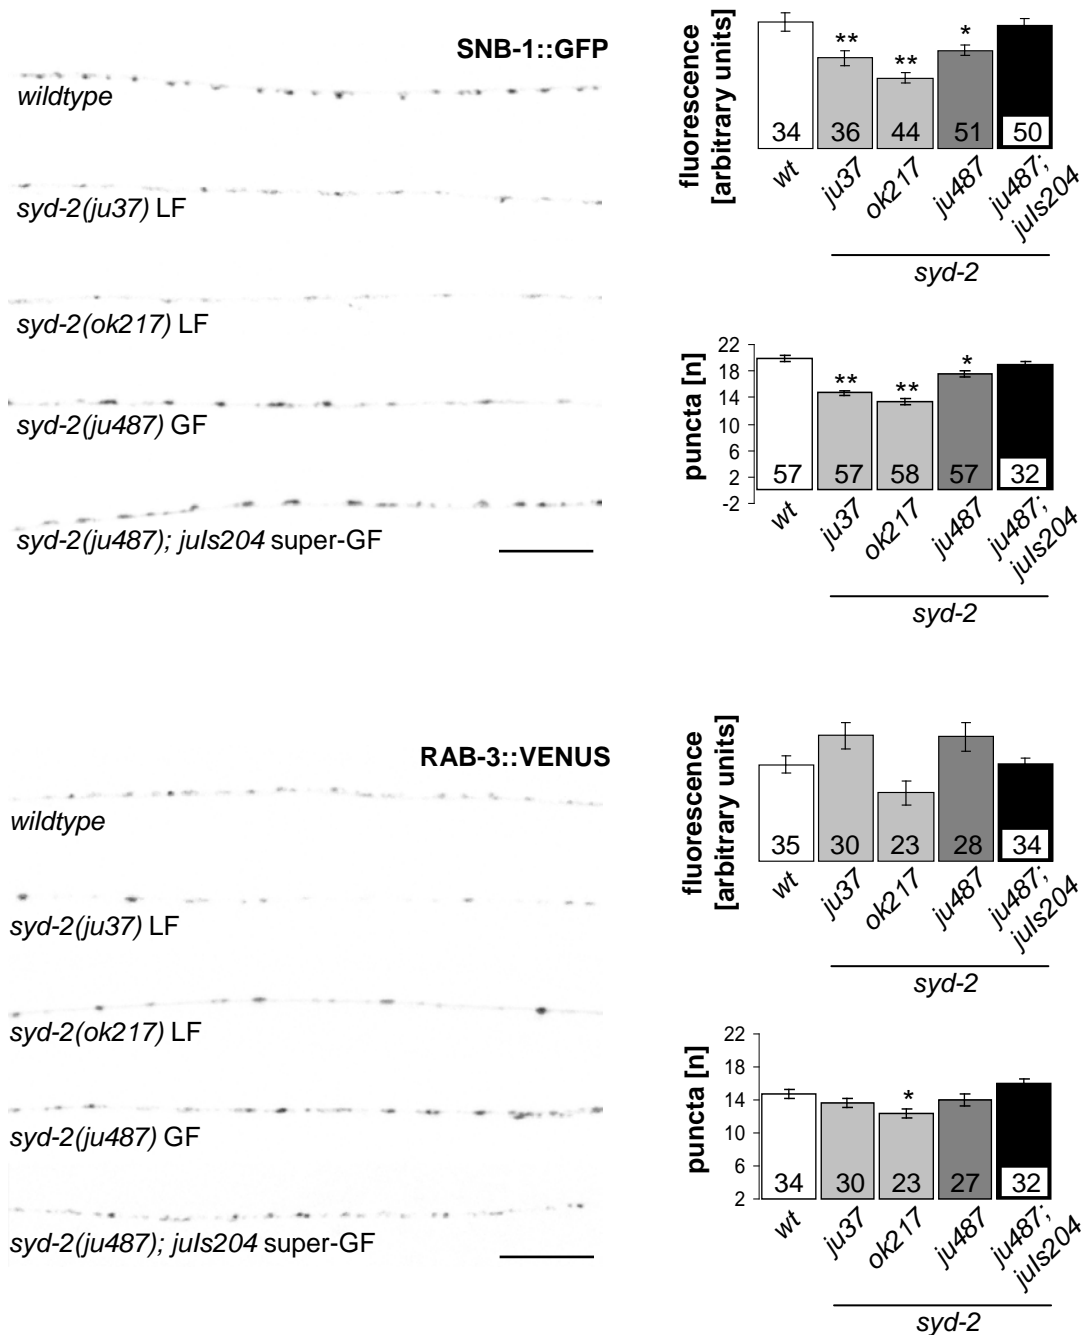 SNB-1::GFP
wildtype
syd-2(ju37) LF
syd-2(ok217) LF
syd-2(ju487) GF
syd-2(ju487); juIs204 super-GF
fluorescence
[arbitrary units]
34 36 44 51 50
** ** *
wt ju37 ok217 ju487 ju487; juIs204
syd-2
puncta [n]
22
18
14
10
6
2
-2
** ** *
57 57 58 57 32
wt ju37 ok217 ju487 ju487; juIs204
syd-2
RAB-3::VENUS
wildtype
syd-2(ju37) LF
syd-2(ok217) LF
syd-2(ju487) GF
syd-2(ju487); juIs204 super-GF
fluorescence
[arbitrary units]
35 30 23 28 34
wt ju37 ok217 ju487 ju487; juIs204
syd-2
puncta [n]
22
18
14
10
6
2
*
34 30 23 27 32
wt ju37 ok217 ju487 ju487; juIs204
syd-2